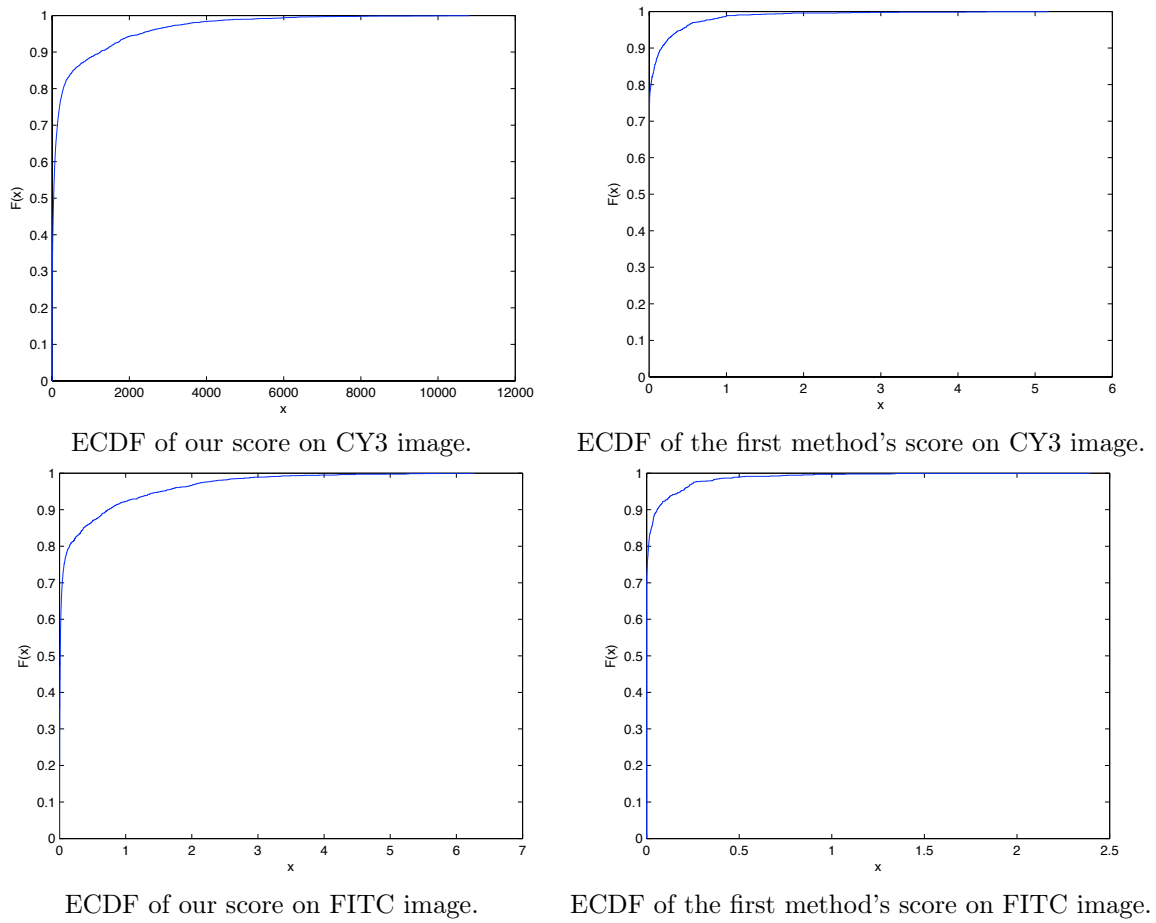 1
0.9
0.8
0.7
0.6
0.5
0.4
0.3
0.2
0.1
0
F(x)
0 2000 4000 6000 8000 10000 12000
x
ECDF of our score on CY3 image.
1
0.9
0.8
0.7
0.6
0.5
0.4
0.3
0.2
0.1
0
F(x)
0 1 2 3 4 5 6
x
ECDF of the first method's score on CY3 image.
1
0.9
0.8
0.7
0.6
0.5
0.4
0.3
0.2
0.1
0
F(x)
0 1 2 3 4 5 6 7
x
ECDF of our score on FITC image.
1
0.9
0.8
0.7
0.6
0.5
0.4
0.3
0.2
0.1
0
F(x)
0 0.5 1 1.5 2 2.5
x
ECDF of the first method's score on FITC image.